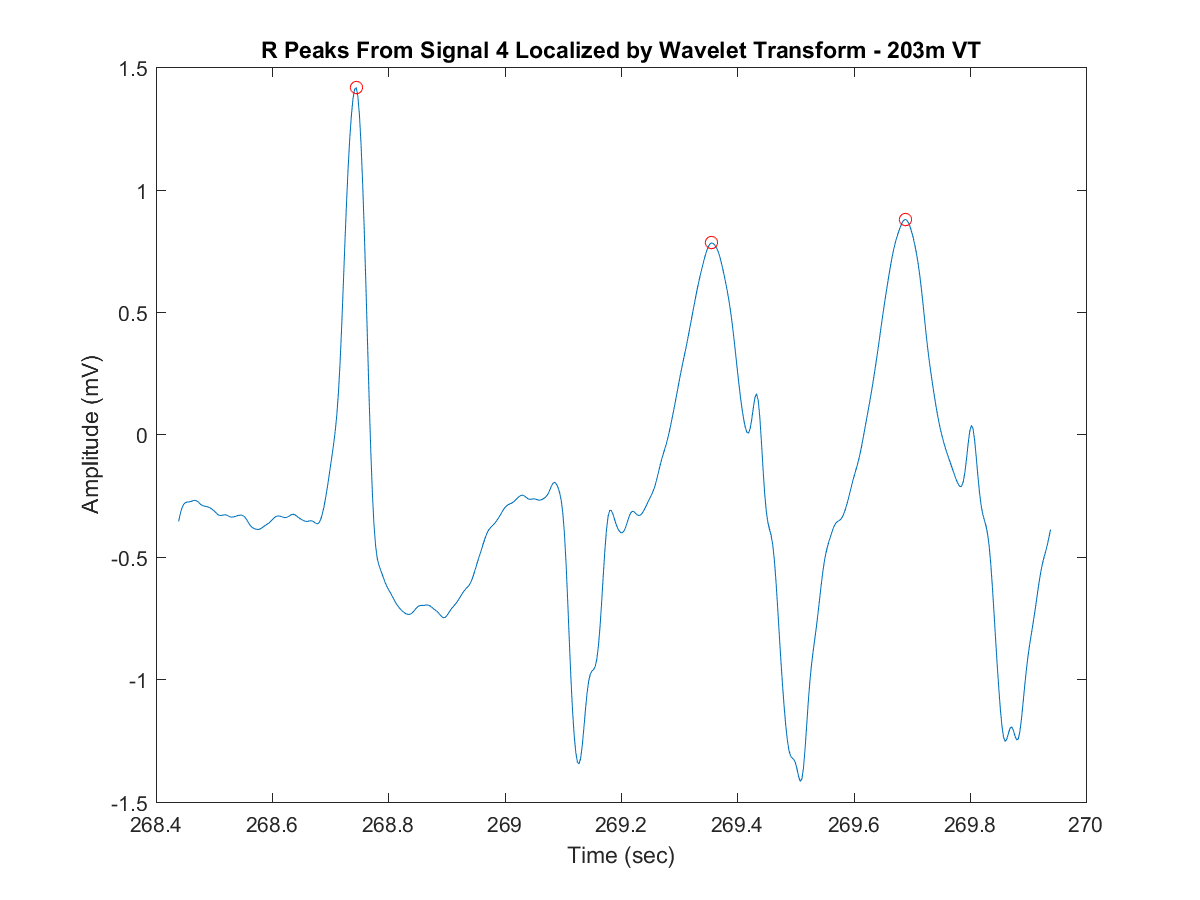 R Peaks From Signal 4 Localized by Wavelet Transform - 203m VT
1.5
1
0.5
0
-0.5
-1
-1.5
Amplitude (mV)
268.4 268.6 268.8 269 269.2 269.4 269.6 269.8 270
Time (sec)